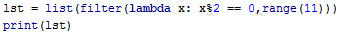 lst = list(filter(lambda x: x%2 == 0,range(11)))
print(lst)